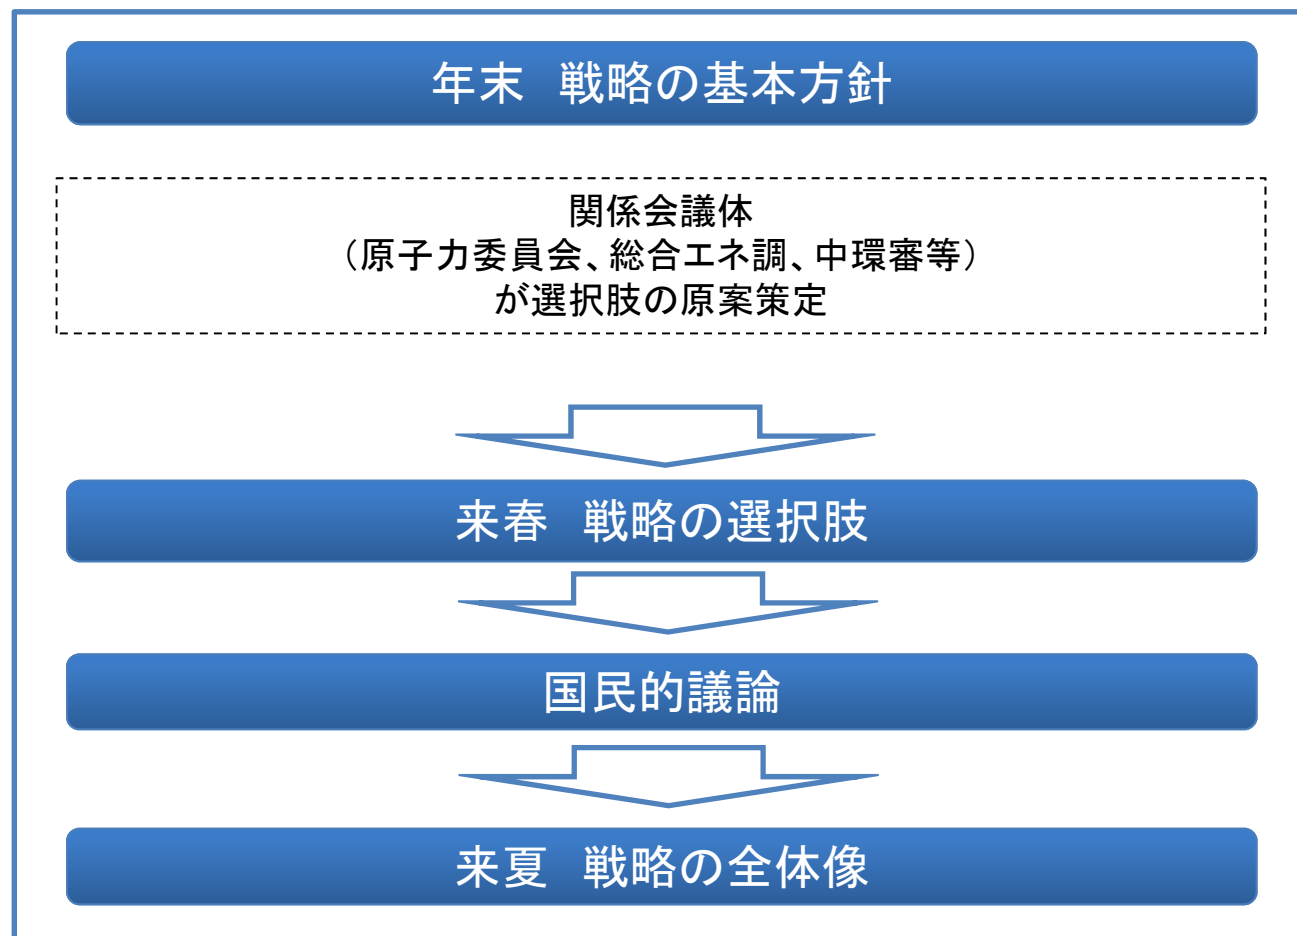 年末　戦略の基本方針
関係会議体
（原子力委員会、総合エネ調、中環審等）
が選択肢の原案策定
来春　戦略の選択肢
国民的議論
来夏　戦略の全体像